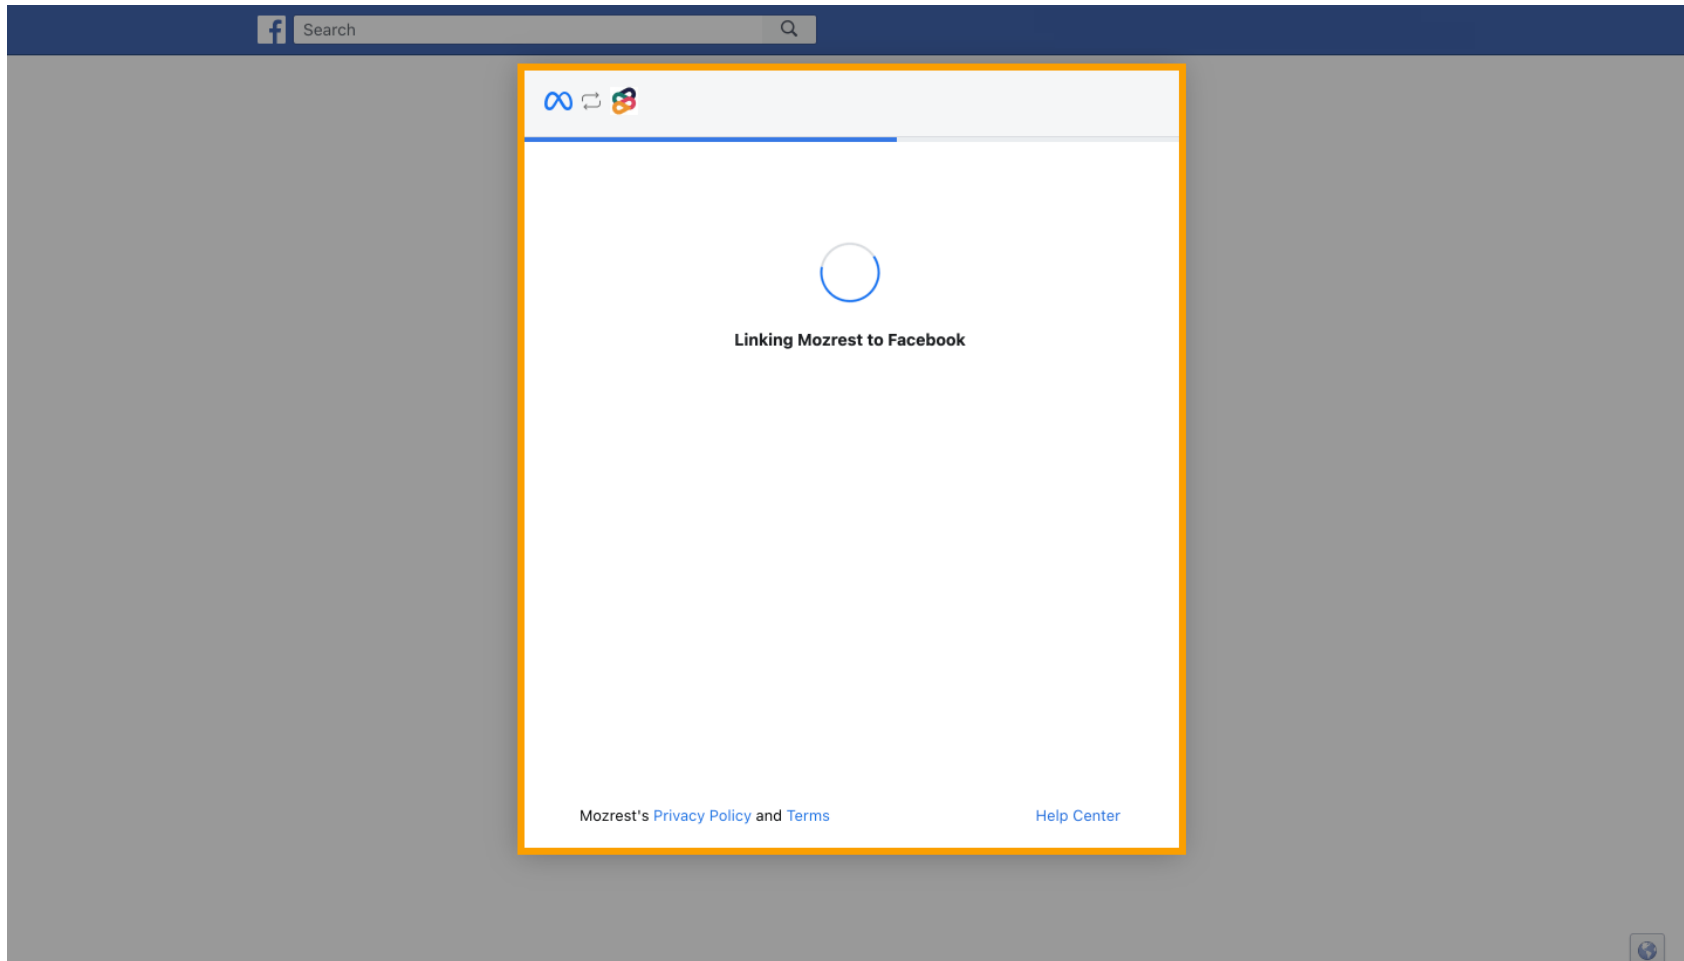 Search
Linking Mozrest to Facebook
Mozrest's Privacy Policy and Terms
Help Center